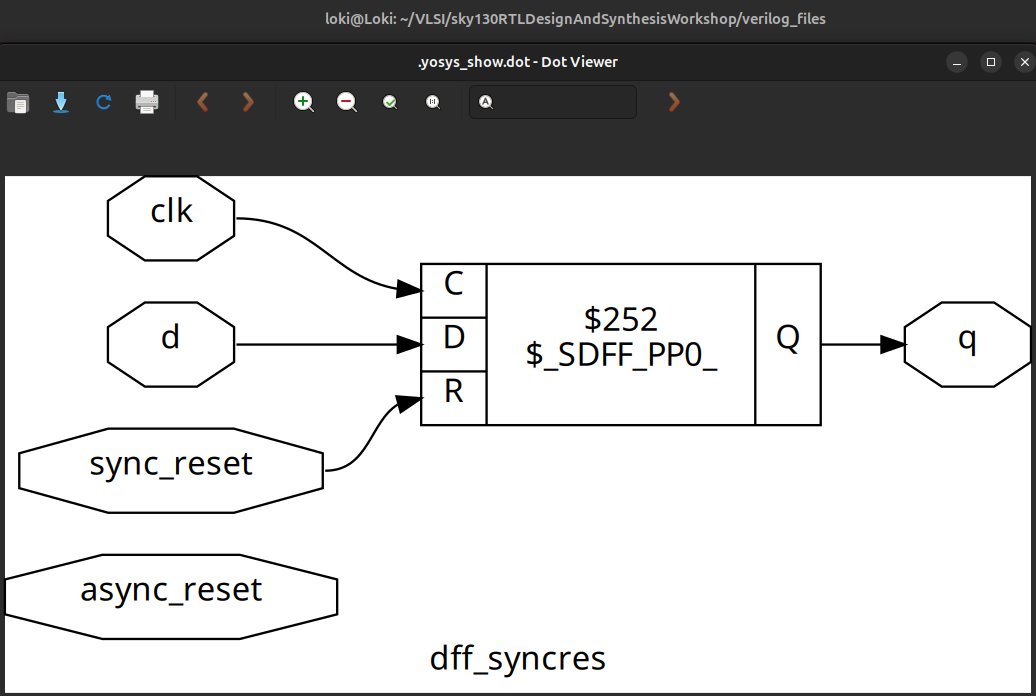 loki@Loki: ~/VLSI/sky130RTLDesignAndSynthesisWorkshop/verilog_files
.yosys_show.dot - Dot Viewer
clk
d
sync_reset
async_reset
C
D
R
$252
$_SDFF_PP0_
Q
q
dff_syncres